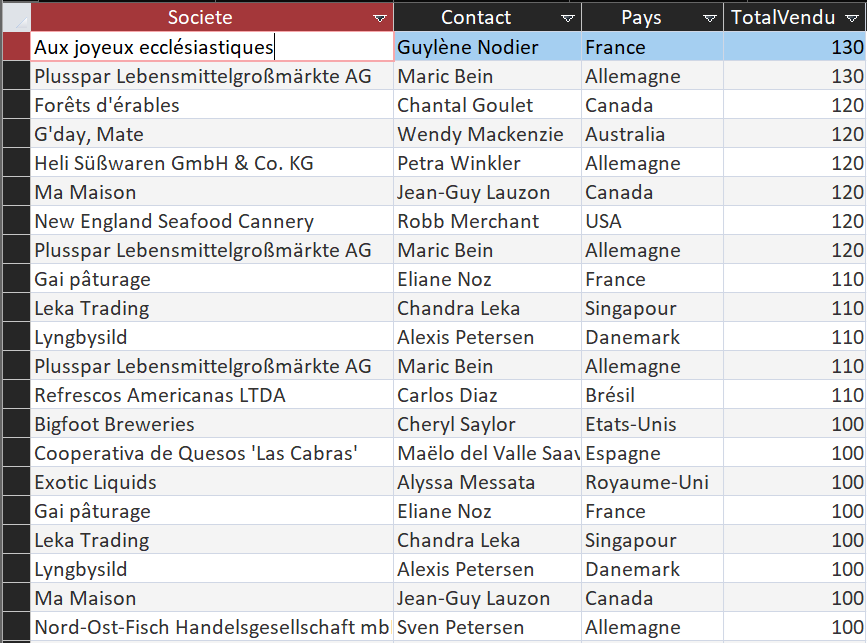 Societe Contact Pays TotalVendu
Aux joyeux ecclésiastiques Guylène Nodier France 130
Plusspar Lebensmittelgroßmärkte AG Maric Bein Allemagne 130
Forêts d'érables Chantal Goulet Canada 120
G'day, Mate Wendy Mackenzie Australia 120
Heli Süßwaren GmbH & Co. KG Petra Winkler Allemagne 120
Ma Maison Jean-Guy Lauzon Canada 120
New England Seafood Cannery Robb Merchant USA 120
Plusspar Lebensmittelgroßmärkte AG Maric Bein Allemagne 120
Gai pâturage Eliane Noz France 110
Leka Trading Chandra Leka Singapour 110
Lyngbysild Alexis Petersen Danemark 110
Plusspar Lebensmittelgroßmärkte AG Maric Bein Allemagne 110
Refrescos Americanas LTDA Carlos Diaz Brésil 110
Bigfoot Breweries Cheryl Saylor Etats-Unis 100
Cooperativa de Quesos 'Las Cabras' Maëlo del Valle Saav Espagne 100
Exotic Liquids Alyssa Messata Royaume-Uni 100
Gai pâturage Eliane Noz France 100
Leka Trading Chandra Leka Singapour 100
Lyngbysild Alexis Petersen Danemark 100
Ma Maison Jean-Guy Lauzon Canada 100
Nord-Ost-Fisch Handelsgesellschaft mb Sven Petersen Allemagne 100